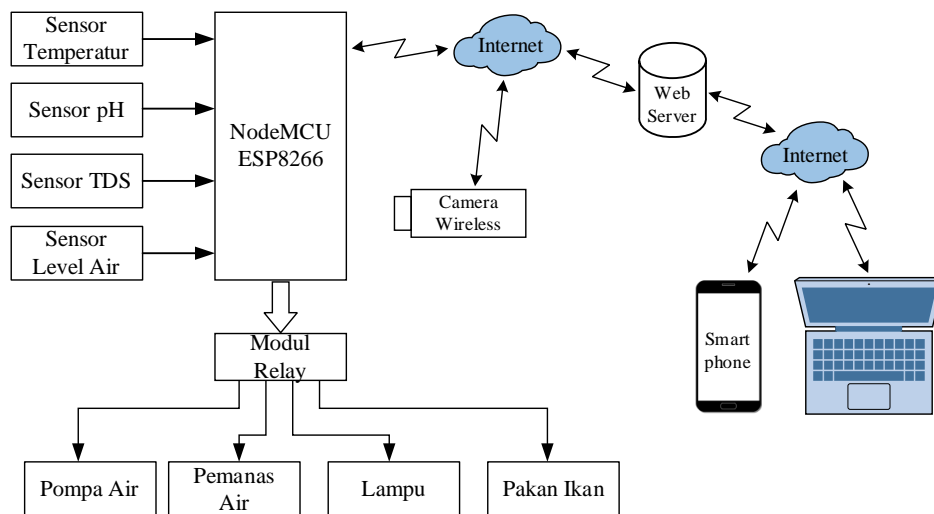 Sensor
Temperatur
Sensor pH
Sensor TDS
Sensor
Level Air
NodeMCU
ESP8266
Internet
Web
Server
Internet
Camera
Wireless
Smart
phone
Modul
Relay
Pompa Air
Pemanas
Air
Lampu
Pakan Ikan